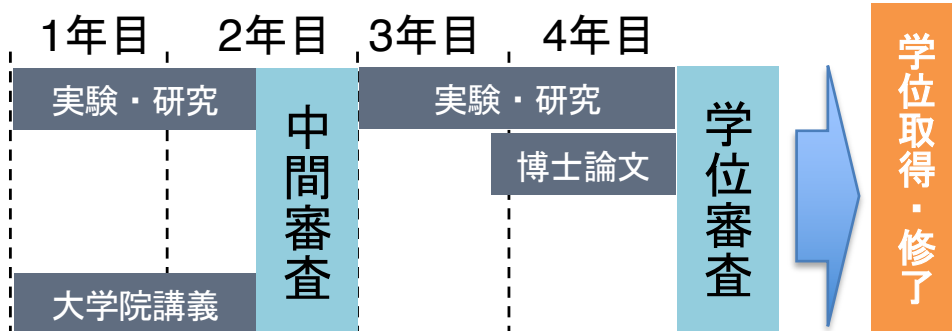 1年目
2年目
3年目
4年目
実験・研究
中間審査
実験・研究
博士論文
学位審査
学位取得・修了
大学院講義